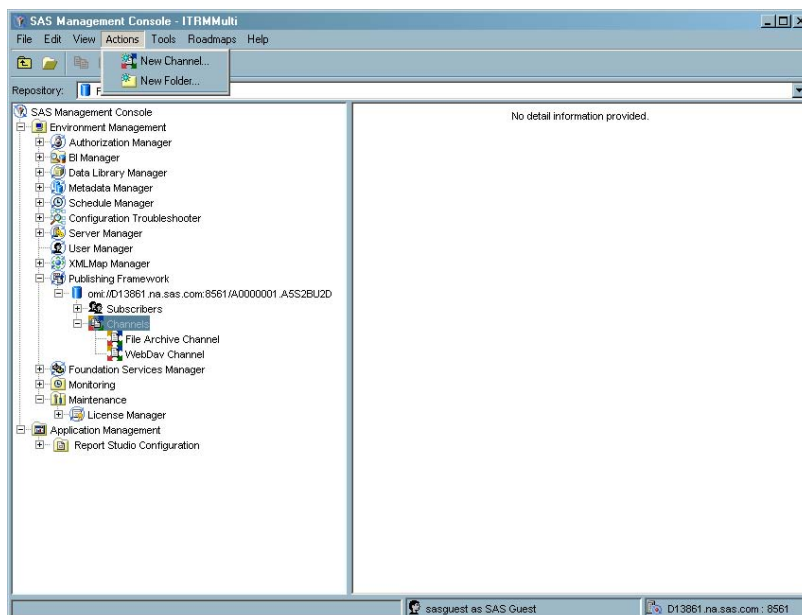 SAS Management Console - ITRMMulti
File Edit View Actions Tools Roadmaps Help
New Channel...
New Folder...
Repository: F
SAS Management Console
Environment Management
Authorization Manager
BI Manager
Data Library Manager
Metadata Manager
Schedule Manager
Configuration Troubleshooter
Server Manager
User Manager
XMLMap Manager
Publishing Framework
omi://D13861.na.sas.com:8561/A0000001.A5S2BU2D
Subscribers
Channels
File Archive Channel
WebDav Channel
Foundation Services Manager
Monitoring
Maintenance
License Manager
Application Management
Report Studio Configuration
No detail information provided.
sasguest as SAS Guest
D13861.na.sas.com : 8561